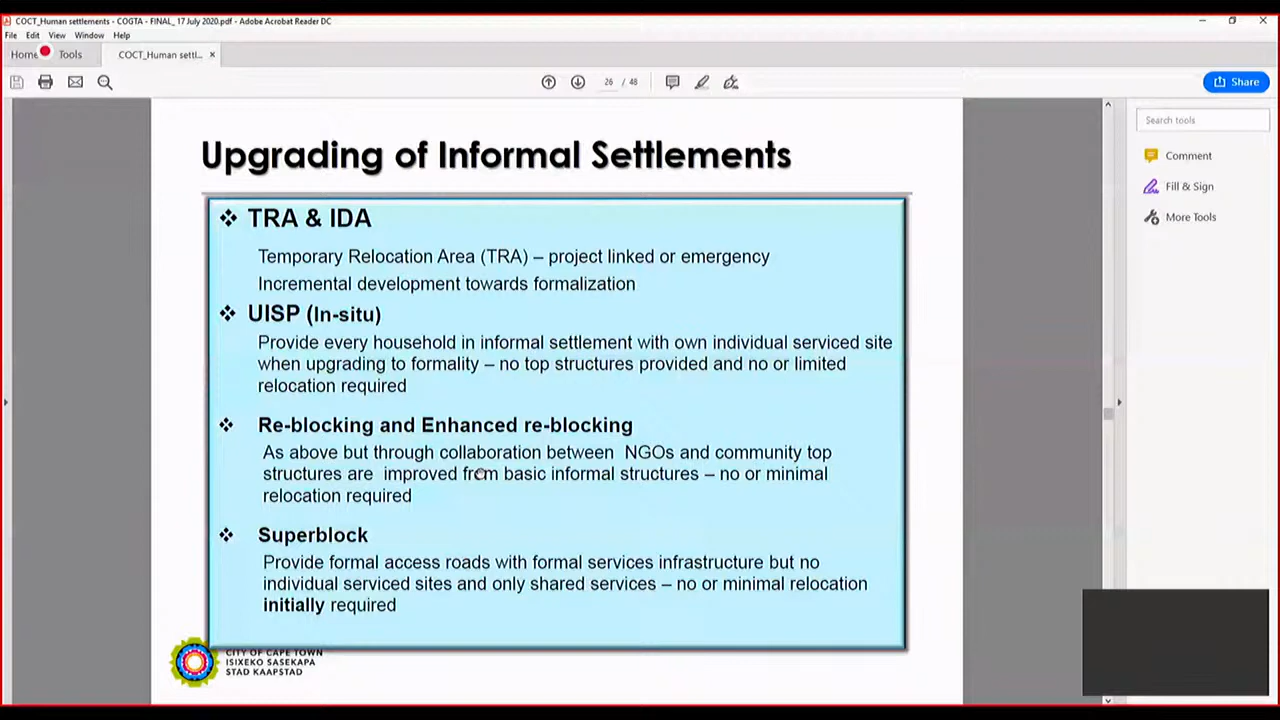 COCT_Human settlements - COGTA - FINAL_ 17 July 2020.pdf - Adobe Acrobat Reader DC
File Edit View Window Help
Home Tools COCT_Human settl... ×
26 / 48
Share
Search tools
Comment
Fill & Sign
More Tools
Upgrading of Informal Settlements
❖ TRA & IDA
Temporary Relocation Area (TRA) – project linked or emergency
Incremental development towards formalization
❖ UISP (In-situ)
Provide every household in informal settlement with own individual serviced site
when upgrading to formality – no top structures provided and no or limited
relocation required
❖ Re-blocking and Enhanced re-blocking
As above but through collaboration between NGOs and community top
structures are improved from basic informal structures – no or minimal
relocation required
❖ Superblock
Provide formal access roads with formal services infrastructure but no
individual serviced sites and only shared services – no or minimal relocation
initially required
CITY OF CAPE TOWN
ISIXEKO SASEKAPA
STAD KAAPSTAD